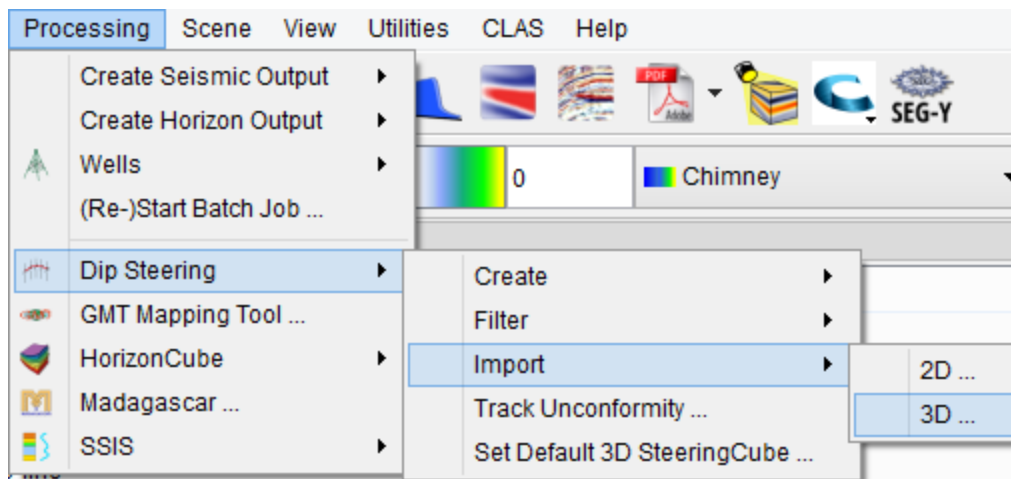 Processing Scene View Utilities CLAS Help
Create Seismic Output
Create Horizon Output
Wells
(Re-)Start Batch Job ...
Dip Steering
GMT Mapping Tool ...
HorizonCube
Madagascar ...
SSIS
PDF
Adobe
SEG-Y
0
Chimney
Create
Filter
Import
Track Unconformity ...
Set Default 3D SteeringCube ...
2D ...
3D ...